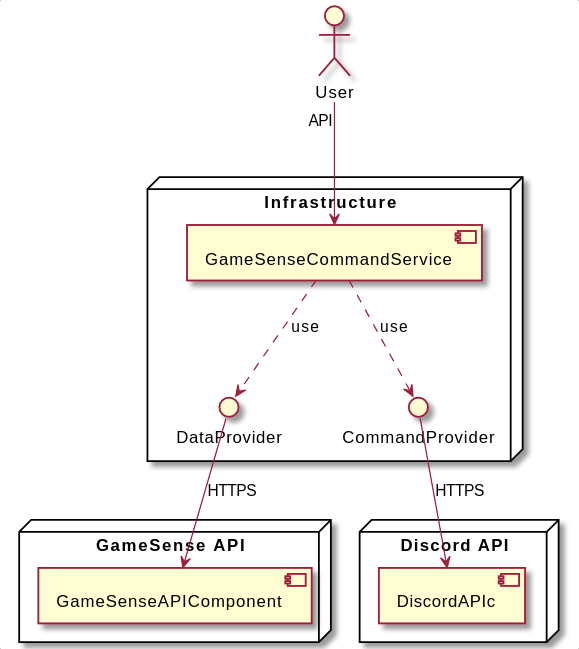 User
API
Infrastructure
GameSenseCommandService
use
use
DataProvider
CommandProvider
HTTPS
HTTPS
GameSense API
Discord API
GameSenseAPIComponent
DiscordAPIc